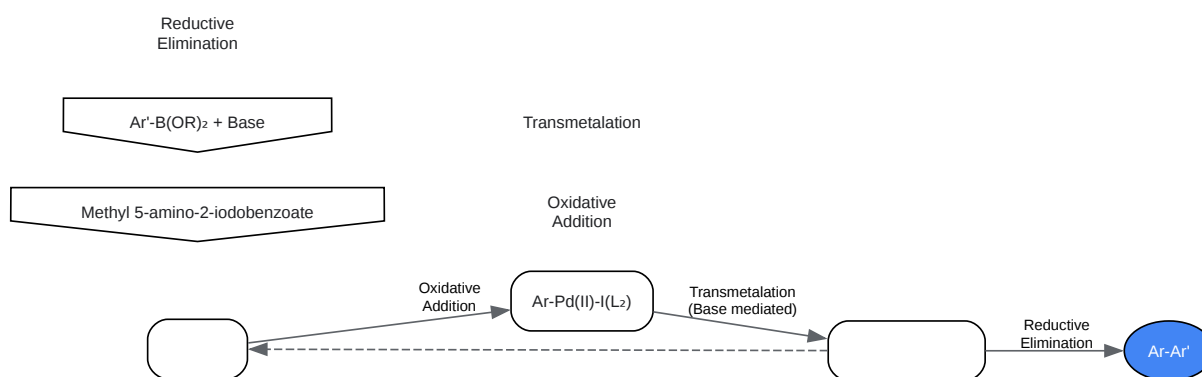 Reductive
Elimination
Ar'-B(OR)₂ + Base
Transmetalation
Methyl 5-amino-2-iodobenzoate
Oxidative
Addition
Oxidative
Addition
Ar-Pd(II)-I(L₂)
Transmetalation
(Base mediated)
Reductive
Elimination
Ar-Ar'